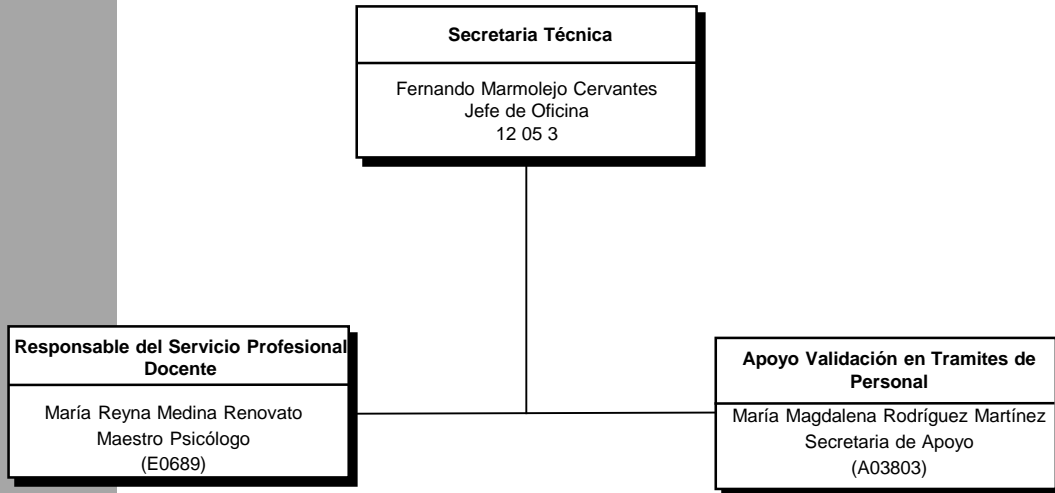 Secretaria Técnica
Fernando Marmolejo Cervantes
Jefe de Oficina
12 05 3
Responsable del Servicio Profesional
Docente
María Reyna Medina Renovato
Maestro Psicólogo
(E0689)
Apoyo Validación en Tramites de
Personal
María Magdalena Rodríguez Martínez
Secretaria de Apoyo
(A03803)